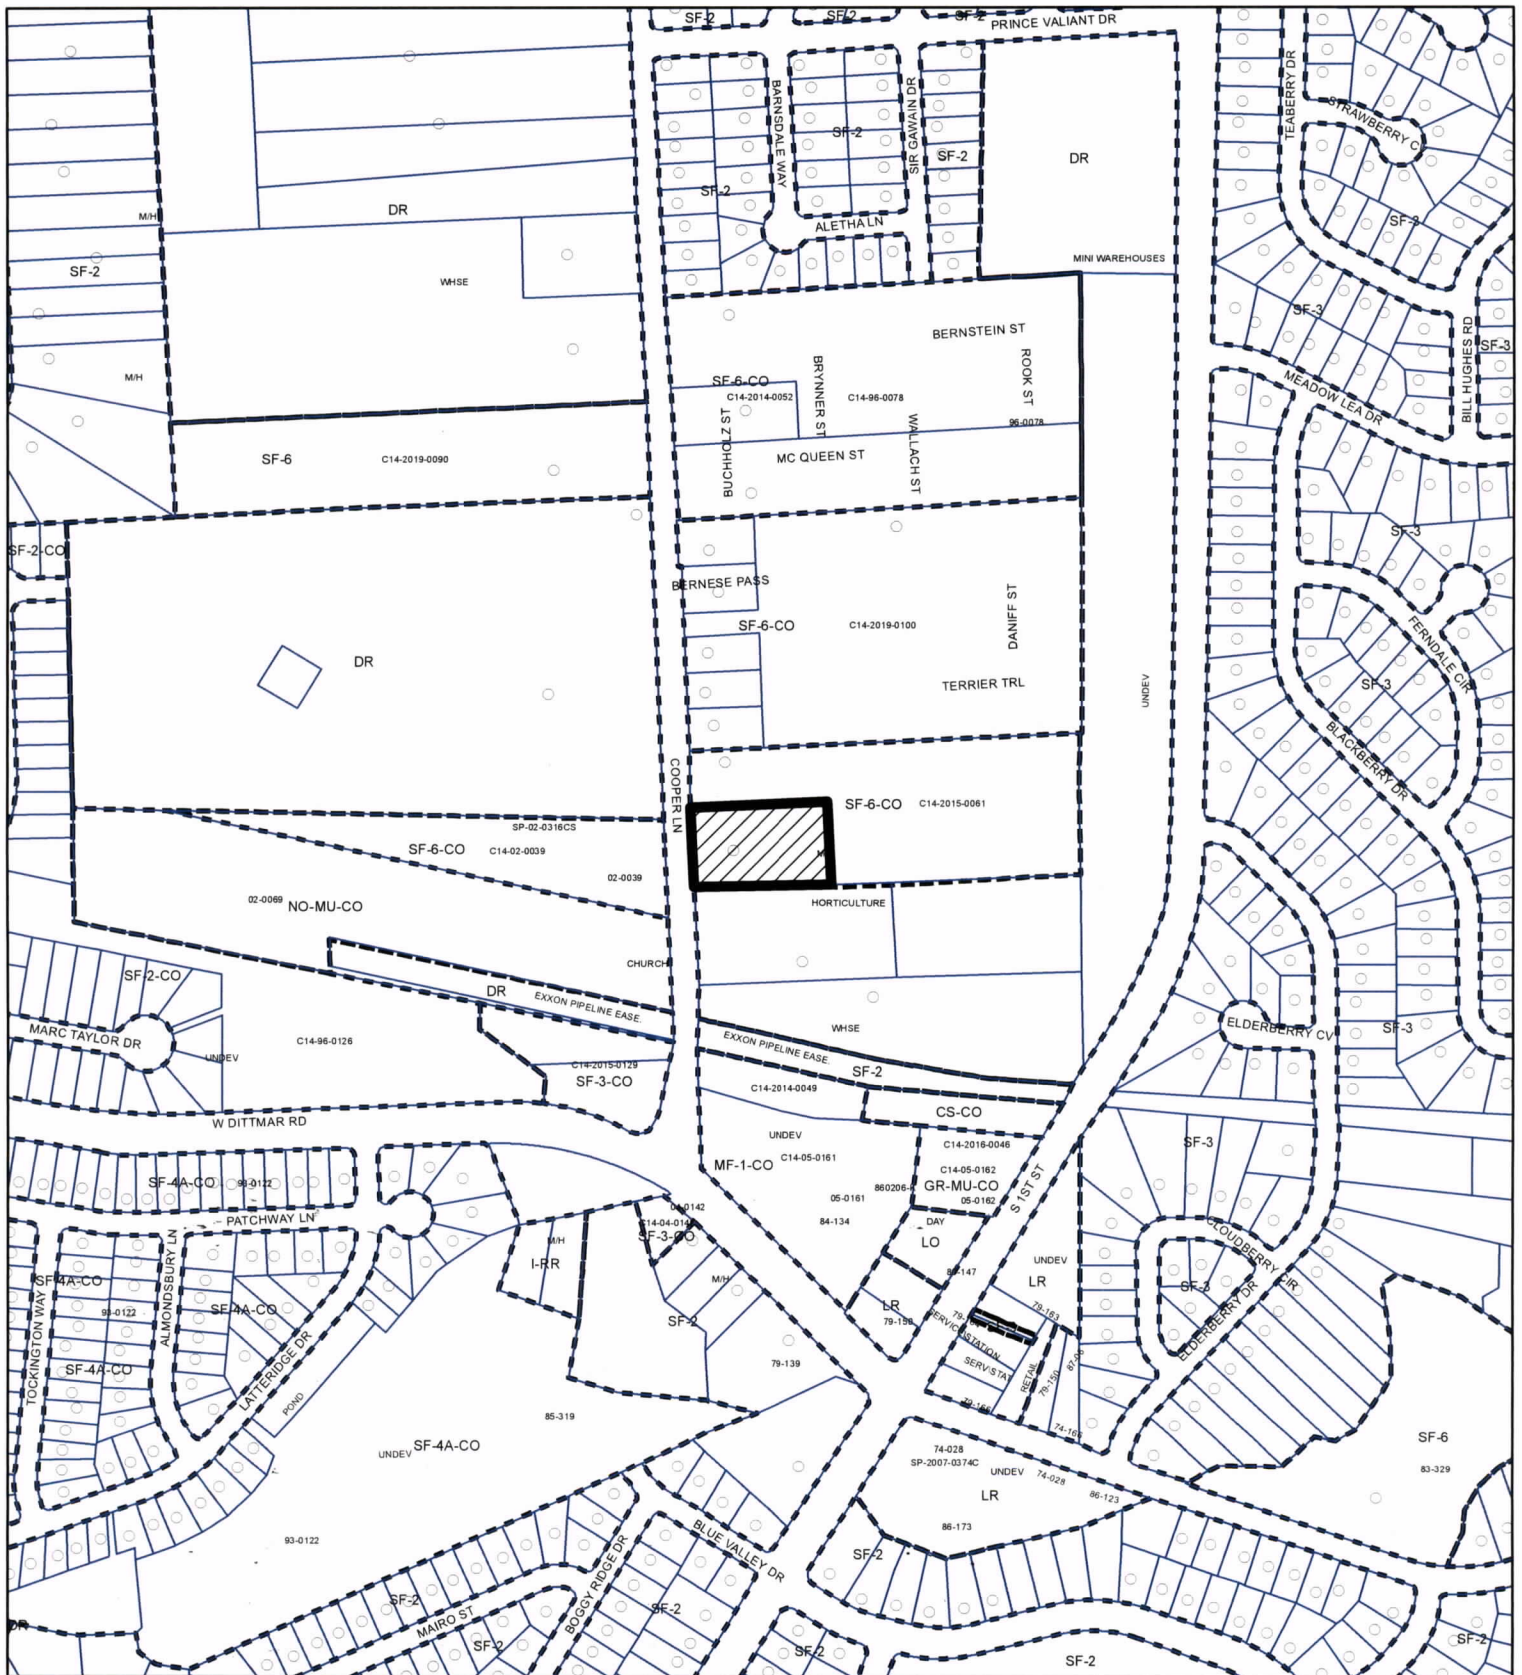 SF-2
SF-2
SF-2
PRINCE VALIANT DR
TEABERRY DR
BARNSDALE WAY
SIR GAWAIN DR
SF-2
SF-2
DR
SF-2
ALETHA LN
DR
M/H
SF-2
WHSE
MINI WAREHOUSES
SF-3
SF-3
SF-3
BILL HUGHES RD
BERNSTEIN ST
ROOK ST
M/H
SF-6-CO
C14-2014-0052
BRYNNER ST
C14-96-0078
MEADOW LEA DR
BUCHHOLZ ST
WALLACH ST
96-0078
SF-6
C14-2019-0090
MC QUEEN ST
SF-3
SF-2-CO
BERNESE PASS
SF-6-CO
C14-2019-0100
DANIFF ST
FERNDALE CIR
DR
TERRIER TRL
UNDEV
SF-3
BLACKBERRY DR
COOPER LN
SF-6-CO
C14-2015-0061
SP-02-0316CS
SF-6-CO
C14-02-0039
02-0039
02-0069
NO-MU-CO
HORTICULTURE
CHURCH
SF-2-CO
DR
EXXON PIPELINE EASE.
MARC TAYLOR DR
UNDEV
C14-96-0126
WHSE
EXXON PIPELINE EASE.
ELDERBERRY CV
SF-3
C14-2015-0129
SF-3-CO
SF-2
C14-2014-0049
CS-CO
W DITTMAR RD
UNDEV
C14-2016-0046
SF-3
MF-1-CO
C14-05-0161
C14-05-0162
GR-MU-CO
SF-4A-CO
93-0122
05-0161
05-0162
S 1ST ST
PATCHWAY LN
84-134
DAY
LO
CLOUDBERRY CIR
04-0142
SF-3-CO
M/H
I-RR
UNDEV
LR
SF-4A-CO
ALMONDSBURY LN
M/H
SF-3
ELDERBERRY DR
93-0122
SF-4A-CO
SF-2
LR
79-163
SERVICE STATION
TOCKINGTON WAY
SF-4A-CO
LATTERIDGE DR
79-139
SERV STAT
RETAIL
79-150
POND
85-319
UNDEV
SF-4A-CO
SF-6
83-329
74-028
SP-2007-0374C
UNDEV
74-028
LR
86-123
86-173
93-0122
BLUE VALLEY DR
SF-2
BOGGY RIDGE DR
SF-2
MAIRO ST
SF-2
SF-2
SF-2
SF-2
SF-2
DR